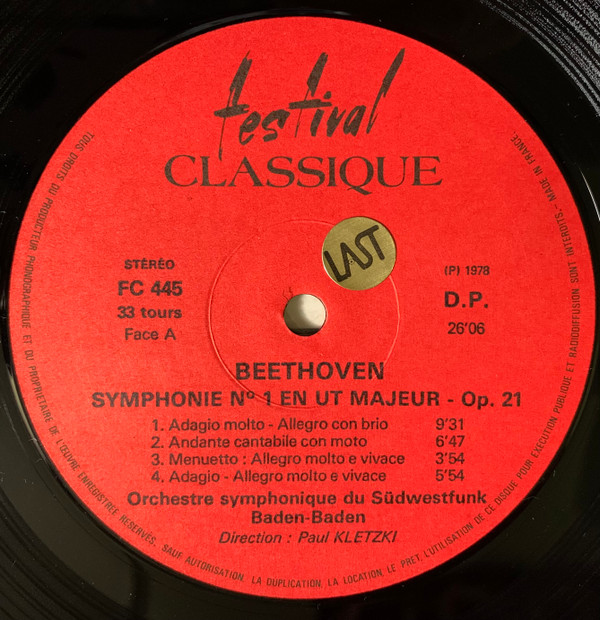 festival
CLASSIQUE
LAST
STÉRÉO
FC 445
33 tours
Face A
(P) 1978
D.P.
26'06
BEETHOVEN
SYMPHONIE Nº 1 EN UT MAJEUR - Op. 21
1. Adagio molto - Allegro con brio 9'31
2. Andante cantabile con moto 6'47
3. Menuetto : Allegro molto e vivace 3'54
4. Adagio - Allegro molto e vivace 5'54
Orchestre symphonique du Südwestfunk
Baden-Baden
Direction : Paul KLETZKI
TOUS DROITS DU PRODUCTEUR PHONOGRAPHIQUE ET DU PROPRIETAIRE DE L'ŒUVRE ENREGISTREE RESERVES. SAUF AUTORISATION, LA DUPLICATION, LA LOCATION, LE PRET, L'UTILISATION DE CE DISQUE POUR EXECUTION PUBLIQUE ET RADIODIFFUSION SONT INTERDITS. - MADE IN FRANCE